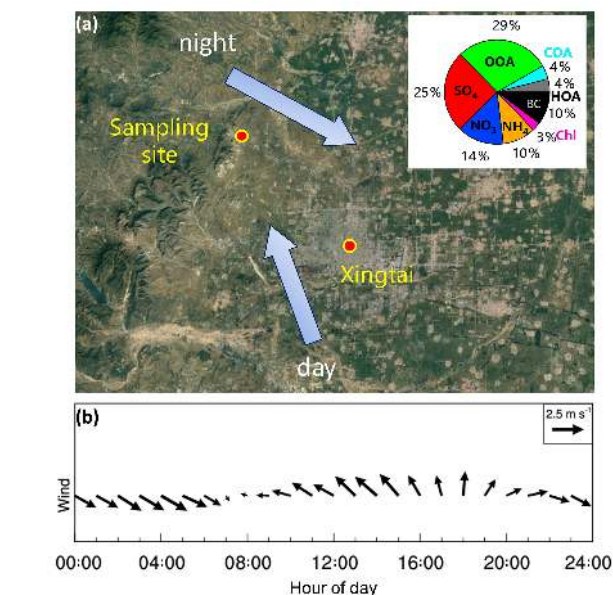 (a)
night
Sampling
site
Xingtai
day
29%
OOA
COA
4%
4%
HOA
BC
10%
3%
Chl
NH₄
10%
NO₃
14%
SO₄
25%
(b)
2.5 m s⁻¹
Wind
00:00 04:00 08:00 12:00 16:00 20:00 24:00
Hour of day